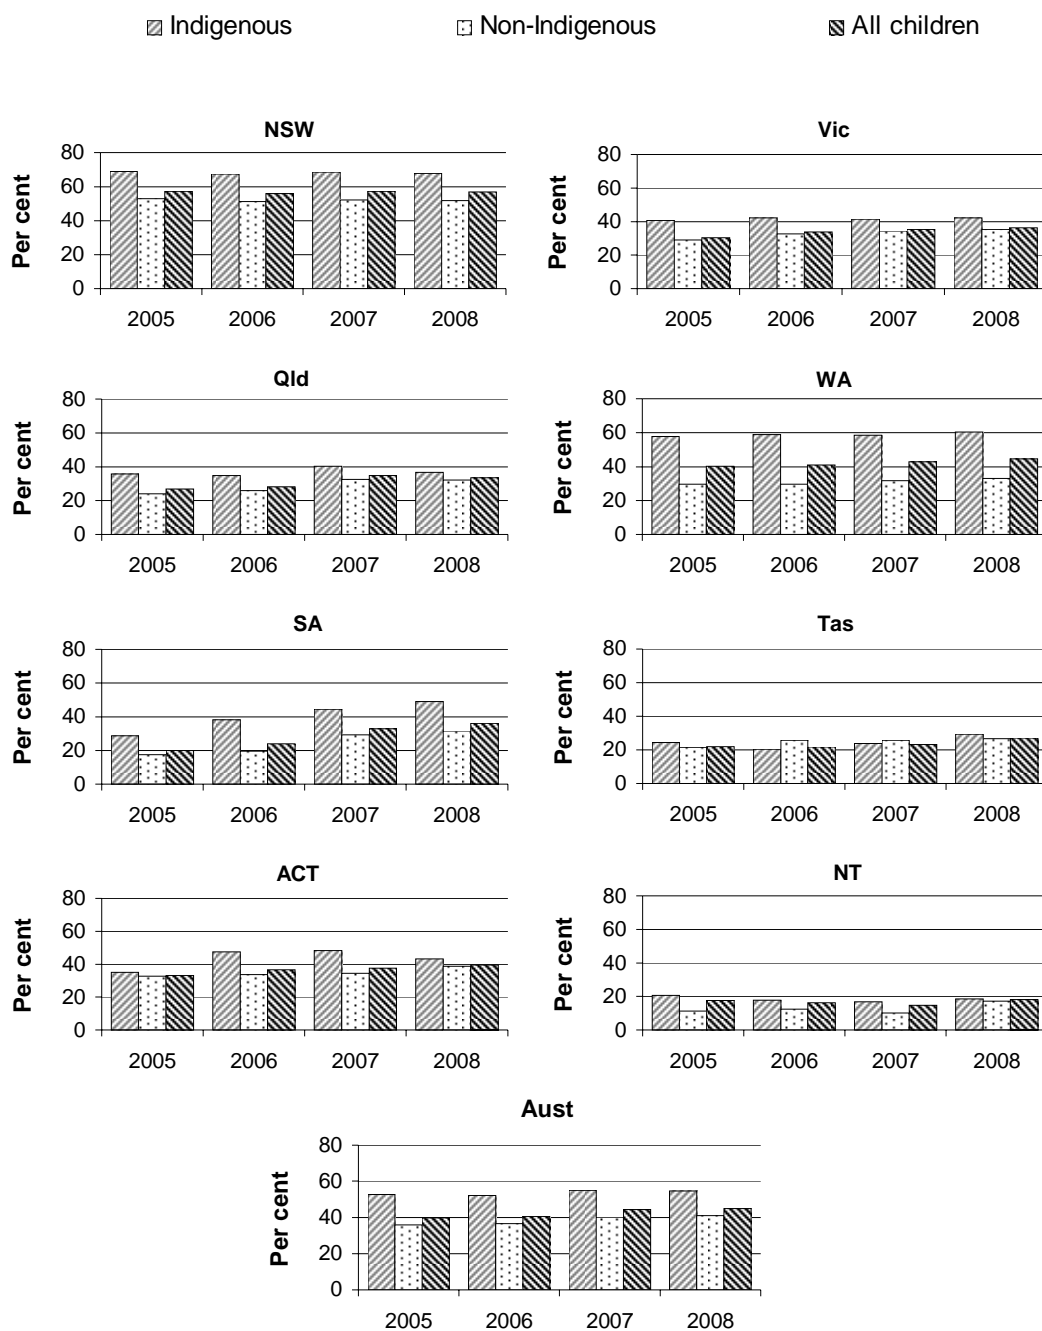 Indigenous Non-Indigenous All children
NSW Vic
Per cent 80 60 40 20 0 Per cent 80 60 40 20 0
2005 2006 2007 2008 2005 2006 2007 2008
Qld WA
Per cent 80 60 40 20 0 Per cent 80 60 40 20 0
2005 2006 2007 2008 2005 2006 2007 2008
SA Tas
Per cent 80 60 40 20 0 Per cent 80 60 40 20 0
2005 2006 2007 2008 2005 2006 2007 2008
ACT NT
Per cent 80 60 40 20 0 Per cent 80 60 40 20 0
2005 2006 2007 2008 2005 2006 2007 2008
Aust
Per cent 80 60 40 20 0
2005 2006 2007 2008